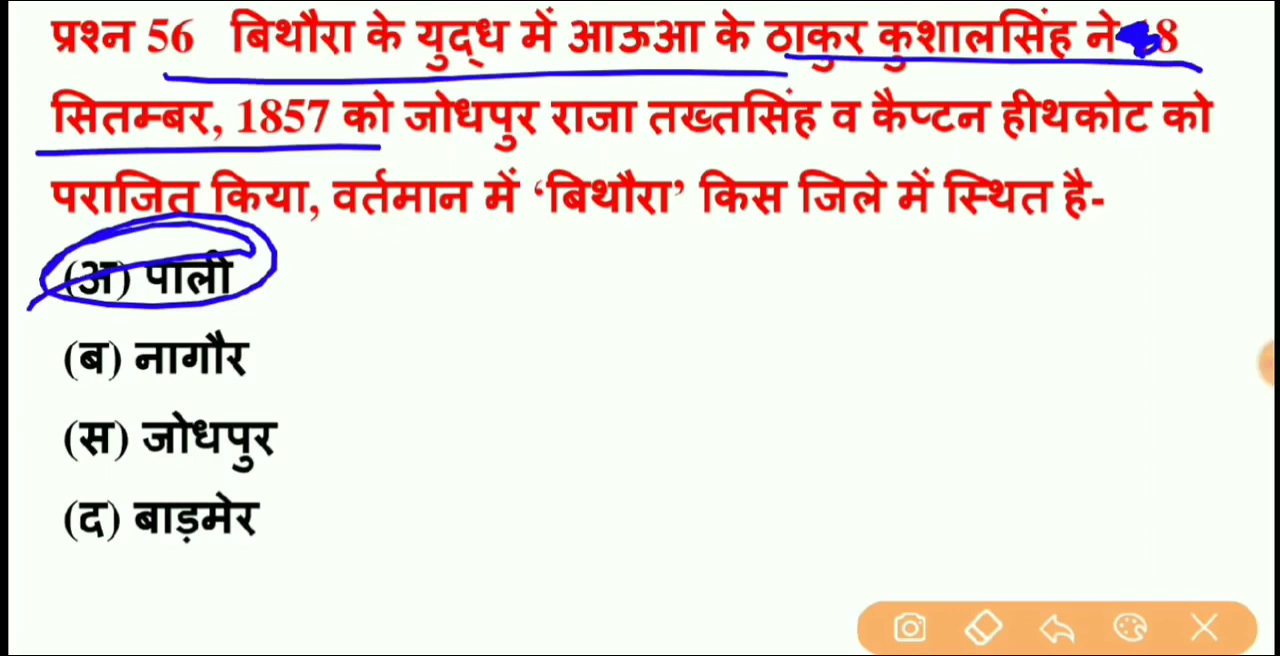 प्रश्न 56 बिथौरा के युद्ध में आऊआ के ठाकुर कुशालसिंह ने 8
सितम्बर, 1857 को जोधपुर राजा तख्तसिंह व कैप्टन हीथकोट को
पराजित किया, वर्तमान में ‘बिथौरा’ किस जिले में स्थित है-
(अ) पाली
(ब) नागौर
(स) जोधपुर
(द) बाड़मेर